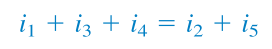 i₁ + i₃ + i₄ = i₂ + i₅